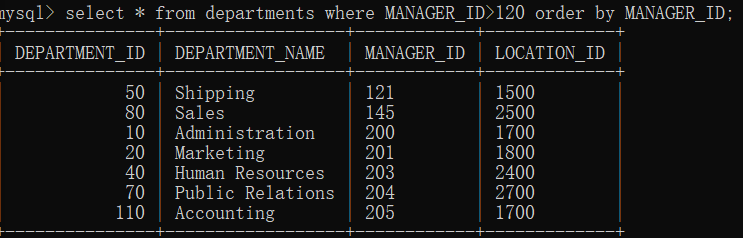 mysql> select * from departments where MANAGER_ID>120 order by MANAGER_ID;
+---------------+------------------+------------+-------------+
| DEPARTMENT_ID | DEPARTMENT_NAME | MANAGER_ID | LOCATION_ID |
+---------------+------------------+------------+-------------+
| 50 | Shipping | 121 | 1500 |
| 80 | Sales | 145 | 2500 |
| 10 | Administration | 200 | 1700 |
| 20 | Marketing | 201 | 1800 |
| 40 | Human Resources | 203 | 2400 |
| 70 | Public Relations | 204 | 2700 |
| 110 | Accounting | 205 | 1700 |
+---------------+------------------+------------+-------------+